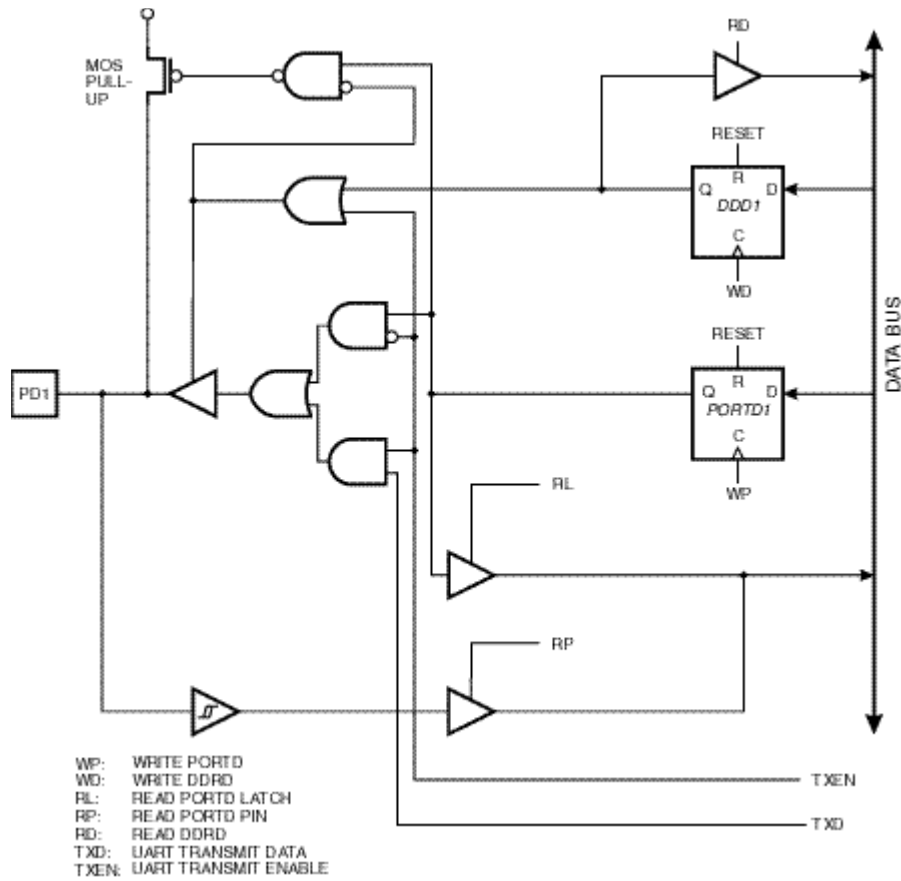 RD
MOS
PULL-
UP
RESET
Q
R
D
DDD1
C
WD
RESET
Q
R
D
PORTD1
C
WP
DATA BUS
PD1
RL
RP
WP: WRITE PORTD
WD: WRITE DDRD
RL: READ PORTD LATCH
RP: READ PORTD PIN
RD: READ DDRD
TXD: UART TRANSMIT DATA
TXEN: UART TRANSMIT ENABLE
TXEN
TXD